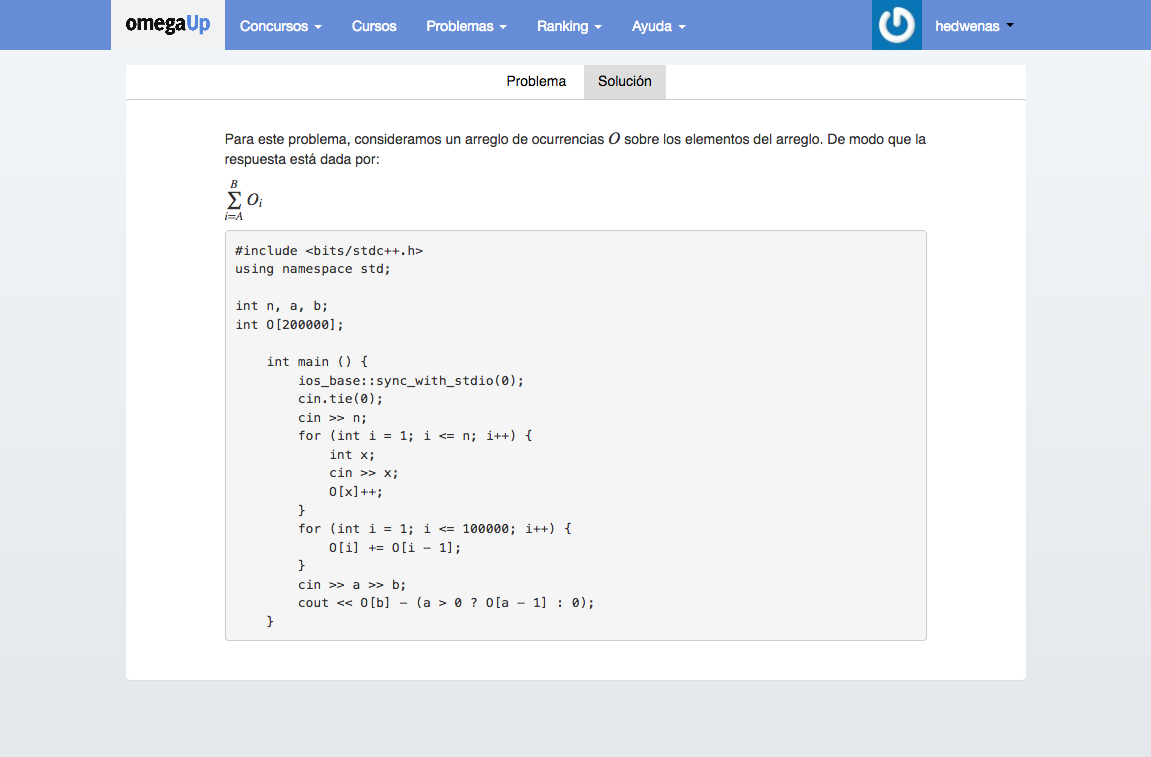 omegaUp Concursos Cursos Problemas Ranking Ayuda hedwenas
Problema Solución
Para este problema, consideramos un arreglo de ocurrencias O sobre los elementos del arreglo. De modo que la
respuesta está dada por:
B
∑ Oi
i=A
#include <bits/stdc++.h>
using namespace std;
int n, a, b;
int O[200000];
int main () {
ios_base::sync_with_stdio(0);
cin.tie(0);
cin >> n;
for (int i = 1; i <= n; i++) {
int x;
cin >> x;
O[x]++;
}
for (int i = 1; i <= 100000; i++) {
O[i] += O[i − 1];
}
cin >> a >> b;
cout << O[b] − (a > 0 ? O[a − 1] : 0);
}